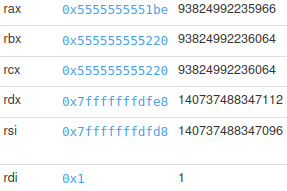 rax 0x5555555551be 93824992235966
rbx 0x555555555220 93824992236064
rcx 0x555555555220 93824992236064
rdx 0x7fffffffdfe8 140737488347112
rsi 0x7fffffffdfd8 140737488347096
rdi 0x1 1